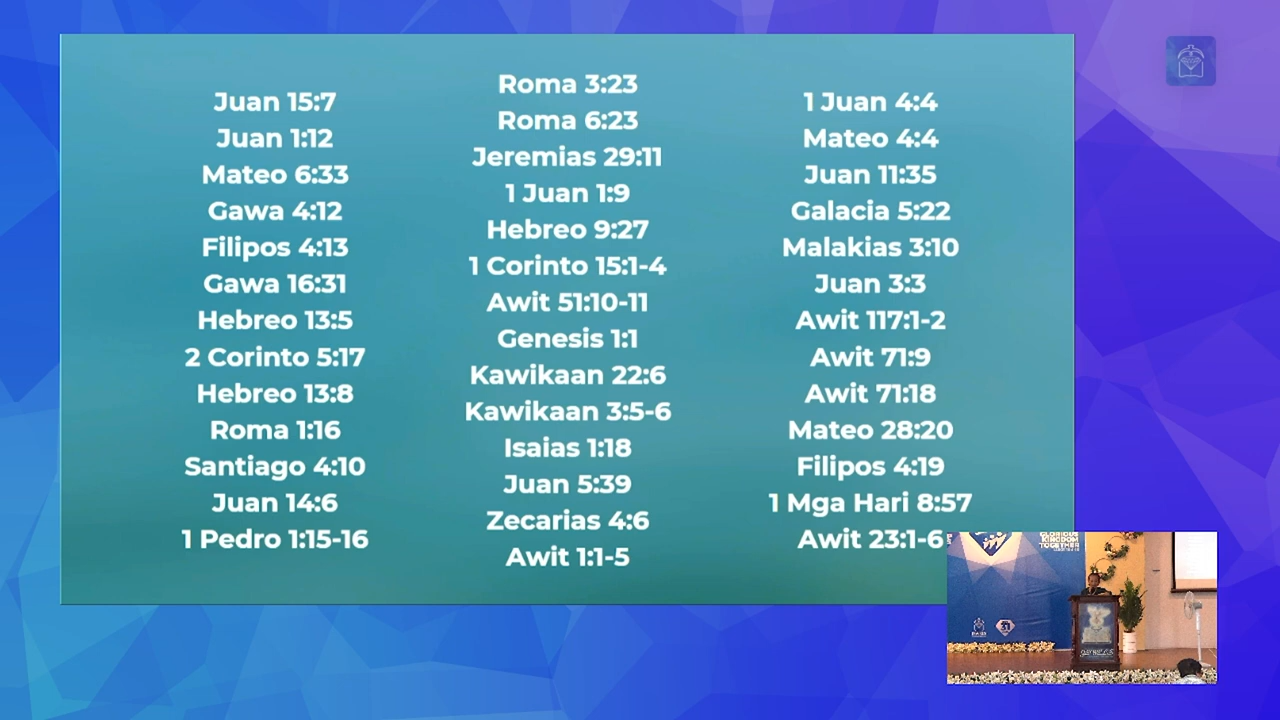 Juan 15:7
Juan 1:12
Mateo 6:33
Gawa 4:12
Filipos 4:13
Gawa 16:31
Hebreo 13:5
2 Corinto 5:17
Hebreo 13:8
Roma 1:16
Santiago 4:10
Juan 14:6
1 Pedro 1:15-16
Roma 3:23
Roma 6:23
Jeremias 29:11
1 Juan 1:9
Hebreo 9:27
1 Corinto 15:1-4
Awit 51:10-11
Genesis 1:1
Kawikaan 22:6
Kawikaan 3:5-6
Isaias 1:18
Juan 5:39
Zecarias 4:6
Awit 1:1-5
1 Juan 4:4
Mateo 4:4
Juan 11:35
Galacia 5:22
Malakias 3:10
Juan 3:3
Awit 117:1-2
Awit 71:9
Awit 71:18
Mateo 28:20
Filipos 4:19
1 Mga Hari 8:57
Awit 23:1-6
GLORIOUS
KINGDOM
TOGETHER